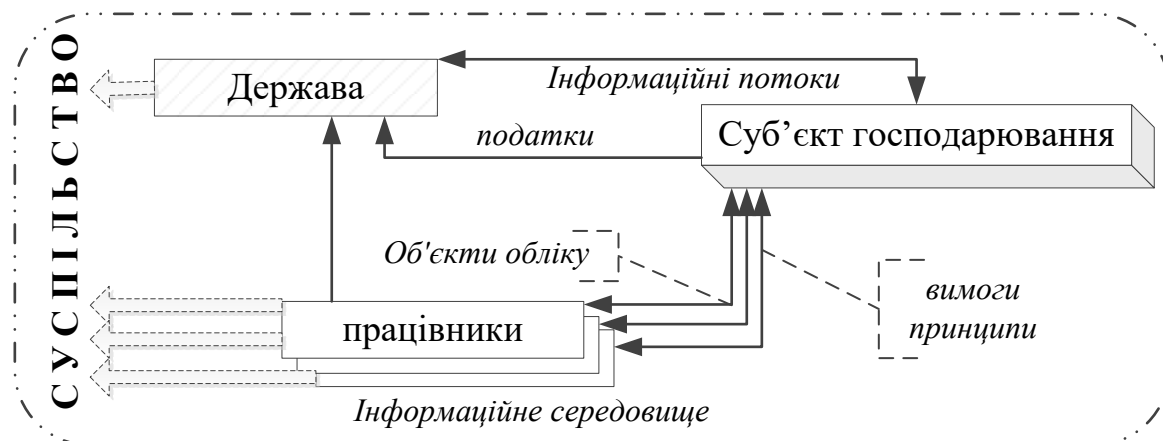 СУСПІЛЬСТВО
Держава
Інформаційні потоки
Суб’єкт господарювання
податки
Об'єкти обліку
вимоги
принципи
працівники
Інформаційне середовище